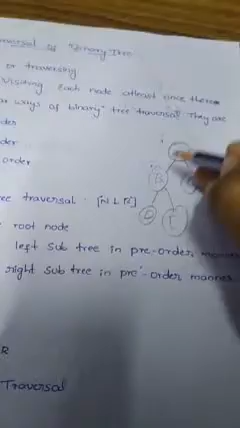 of Binary Tree
or traversing
Visiting each node atleast once there
ways of binary tree traversal. They are
der
der
order
ee traversal : [N L R]
root node
left sub tree in pre-order manner
right sub tree in pre-order manner
R
Traversal